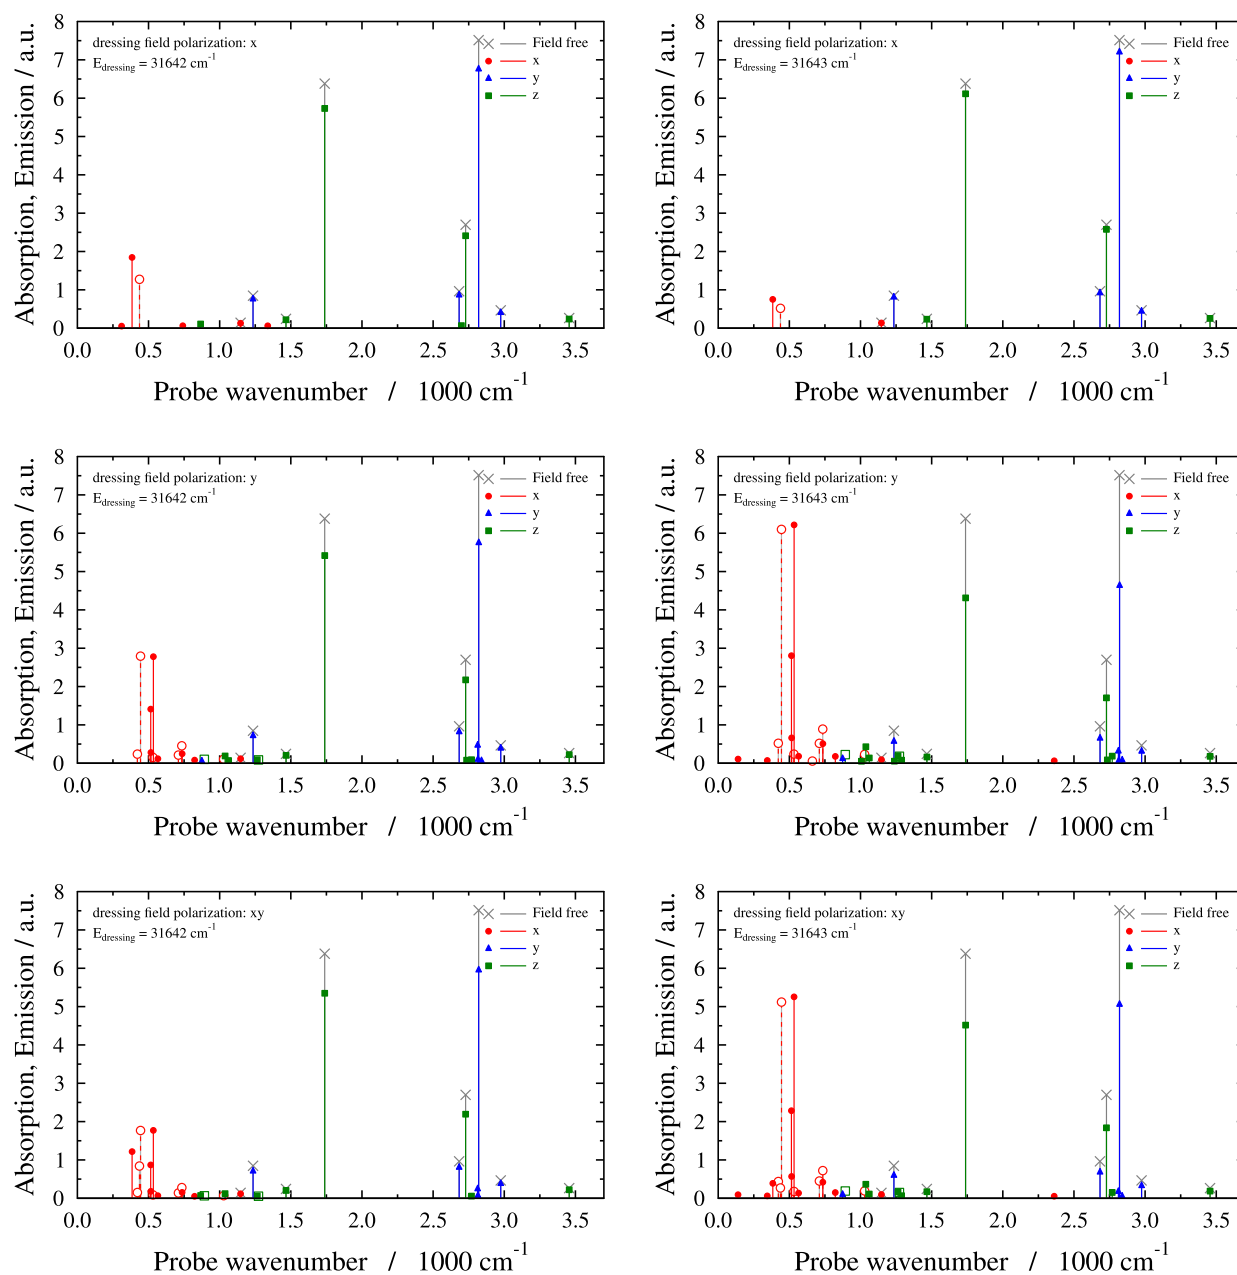 dressing field polarization: x
E_dressing = 31642 cm⁻¹
Field free
x
y
z
Absorption, Emission / a.u.
8
7
6
5
4
3
2
1
0
0.0 0.5 1.0 1.5 2.0 2.5 3.0 3.5
Probe wavenumber / 1000 cm⁻¹
dressing field polarization: x
E_dressing = 31643 cm⁻¹
Field free
x
y
z
Absorption, Emission / a.u.
8
7
6
5
4
3
2
1
0
0.0 0.5 1.0 1.5 2.0 2.5 3.0 3.5
Probe wavenumber / 1000 cm⁻¹
dressing field polarization: y
E_dressing = 31642 cm⁻¹
Field free
x
y
z
Absorption, Emission / a.u.
8
7
6
5
4
3
2
1
0
0.0 0.5 1.0 1.5 2.0 2.5 3.0 3.5
Probe wavenumber / 1000 cm⁻¹
dressing field polarization: y
E_dressing = 31643 cm⁻¹
Field free
x
y
z
Absorption, Emission / a.u.
8
7
6
5
4
3
2
1
0
0.0 0.5 1.0 1.5 2.0 2.5 3.0 3.5
Probe wavenumber / 1000 cm⁻¹
dressing field polarization: xy
E_dressing = 31642 cm⁻¹
Field free
x
y
z
Absorption, Emission / a.u.
8
7
6
5
4
3
2
1
0
0.0 0.5 1.0 1.5 2.0 2.5 3.0 3.5
Probe wavenumber / 1000 cm⁻¹
dressing field polarization: xy
E_dressing = 31643 cm⁻¹
Field free
x
y
z
Absorption, Emission / a.u.
8
7
6
5
4
3
2
1
0
0.0 0.5 1.0 1.5 2.0 2.5 3.0 3.5
Probe wavenumber / 1000 cm⁻¹